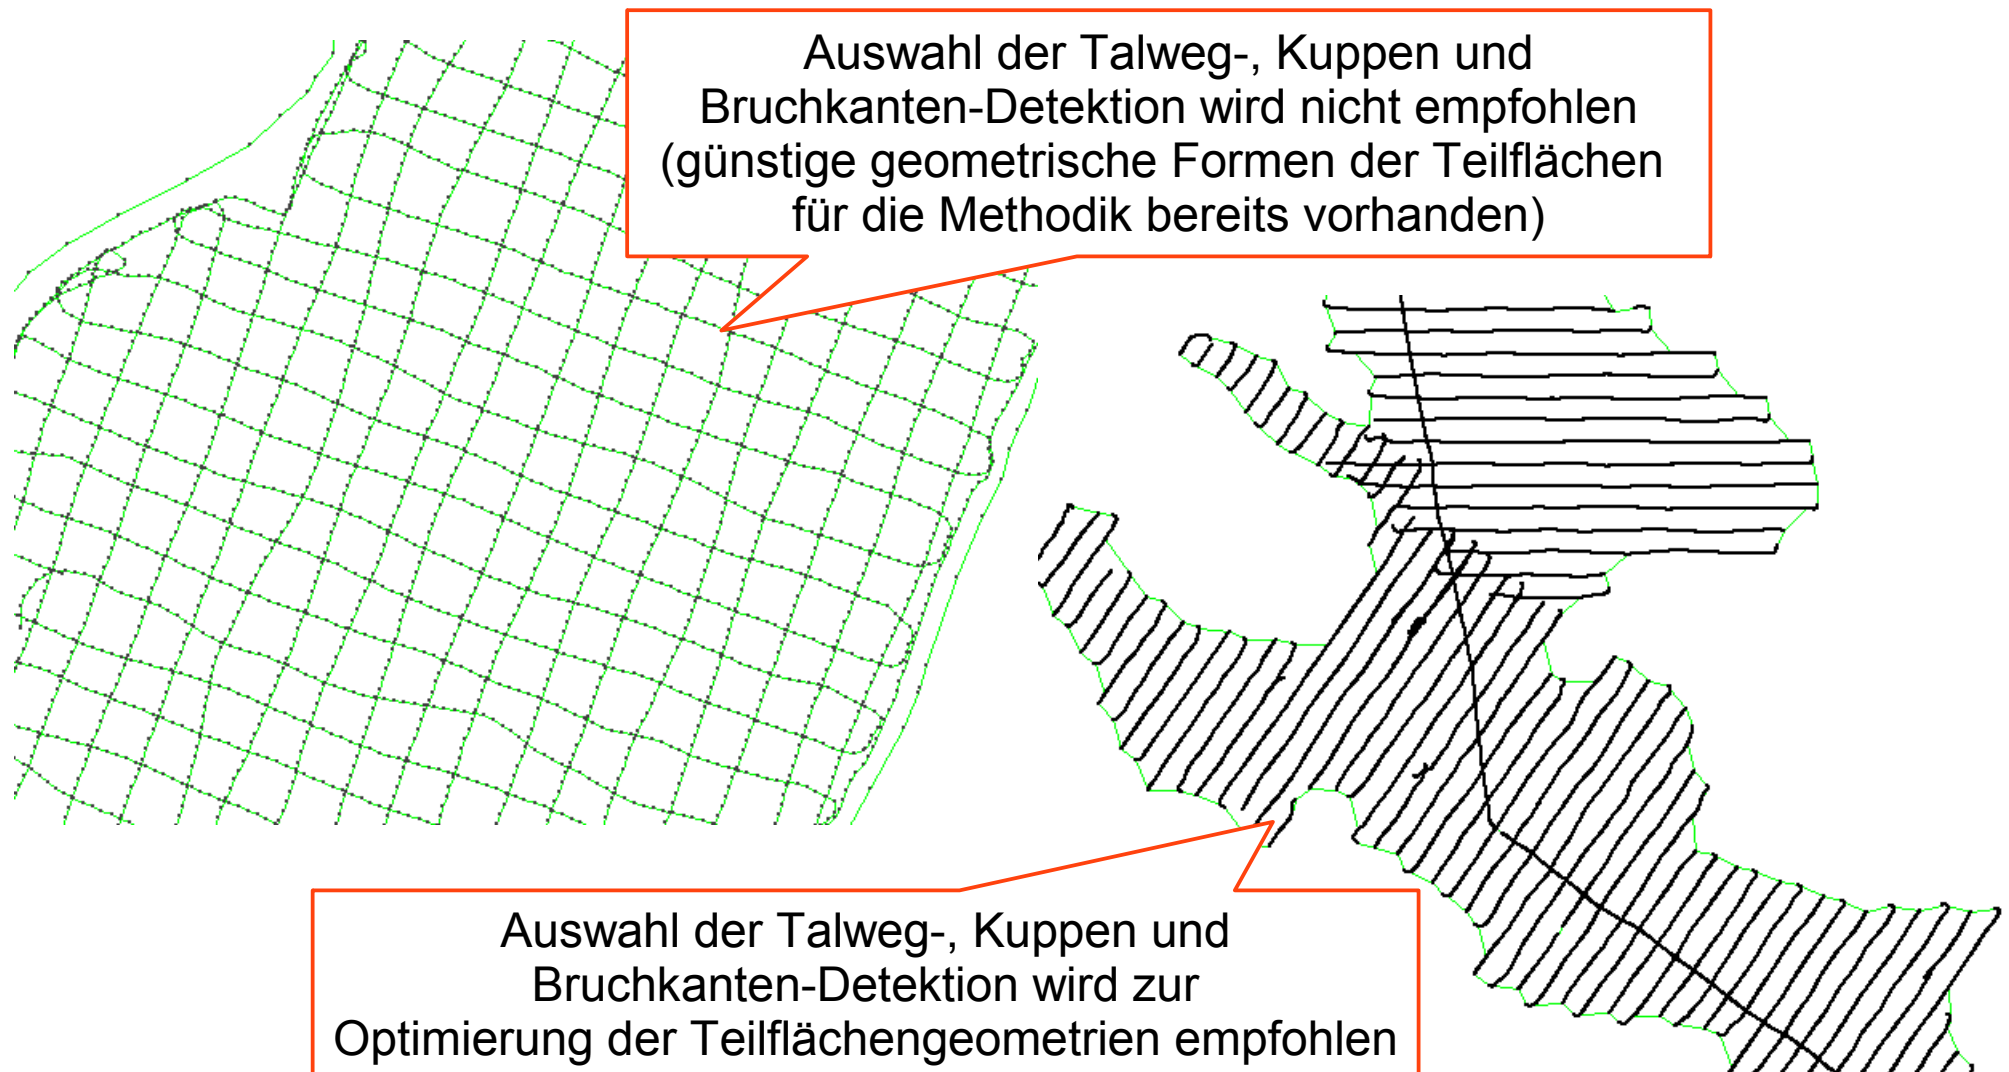 Auswahl der Talweg-, Kuppen und
Bruchkanten-Detektion wird nicht empfohlen
(günstige geometrische Formen der Teilflächen
für die Methodik bereits vorhanden)
Auswahl der Talweg-, Kuppen und
Bruchkanten-Detektion wird zur
Optimierung der Teilflächengeometrien empfohlen